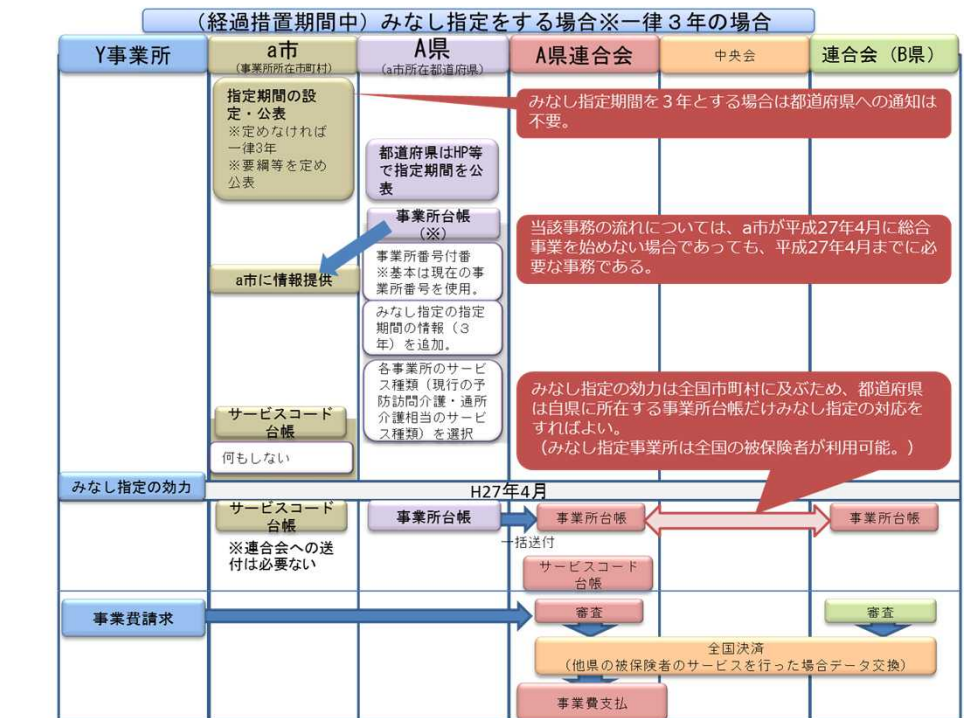 （経過措置期間中）みなし指定をする場合※一律３年の場合
Y事業所
a市
（事業所所在市町村）
A県
（a市所在都道府県）
A県連合会
中央会
連合会（B県）
指定期間の設
定・公表
※定めなければ
一律3年
※要綱等を定め
公表
みなし指定期間を３年とする場合は都道府県への通知は
不要。
都道府県はHP等
で指定期間を公
表
事業所台帳
（※）
当該事務の流れについては、a市が平成27年4月に総合
事業を始めない場合であっても、平成27年4月までに必
要な事務である。
事業所番号付番
※基本は現在の事
業所番号を使用。
a市に情報提供
みなし指定の指定
期間の情報（３
年）を追加。
各事業所のサービ
ス種類（現行の予
防訪問介護・通所
介護相当のサービ
ス種類）を選択
みなし指定の効力は全国市町村に及ぶため、都道府県
は自県に所在する事業所台帳だけみなし指定の対応を
すればよい。
（みなし指定事業所は全国の被保険者が利用可能。）
サービスコード
台帳
何もしない
みなし指定の効力
H27年4月
サービスコード
台帳
※連合会への送
付は必要ない
事業所台帳
一括送付
事業所台帳
事業所台帳
サービスコード
台帳
事業費請求
審査
審査
全国決済
（他県の被保険者のサービスを行った場合データ交換）
事業費支払